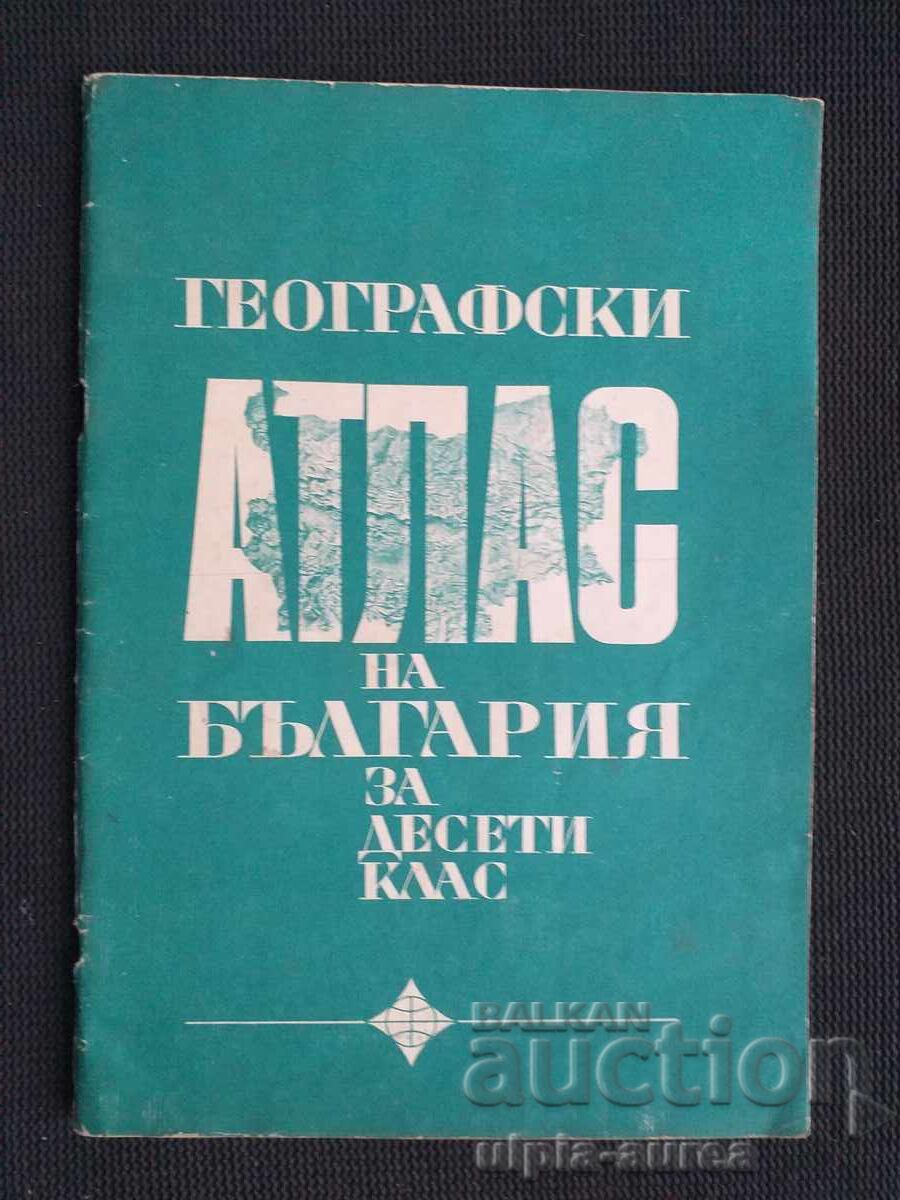 ГЕОГРАФСКИ
АТЛАС
НА
БЪЛГАРИЯ
ЗА
ДЕСЕТИ
КЛАС
BALKAN
auction
ulpia-aurea